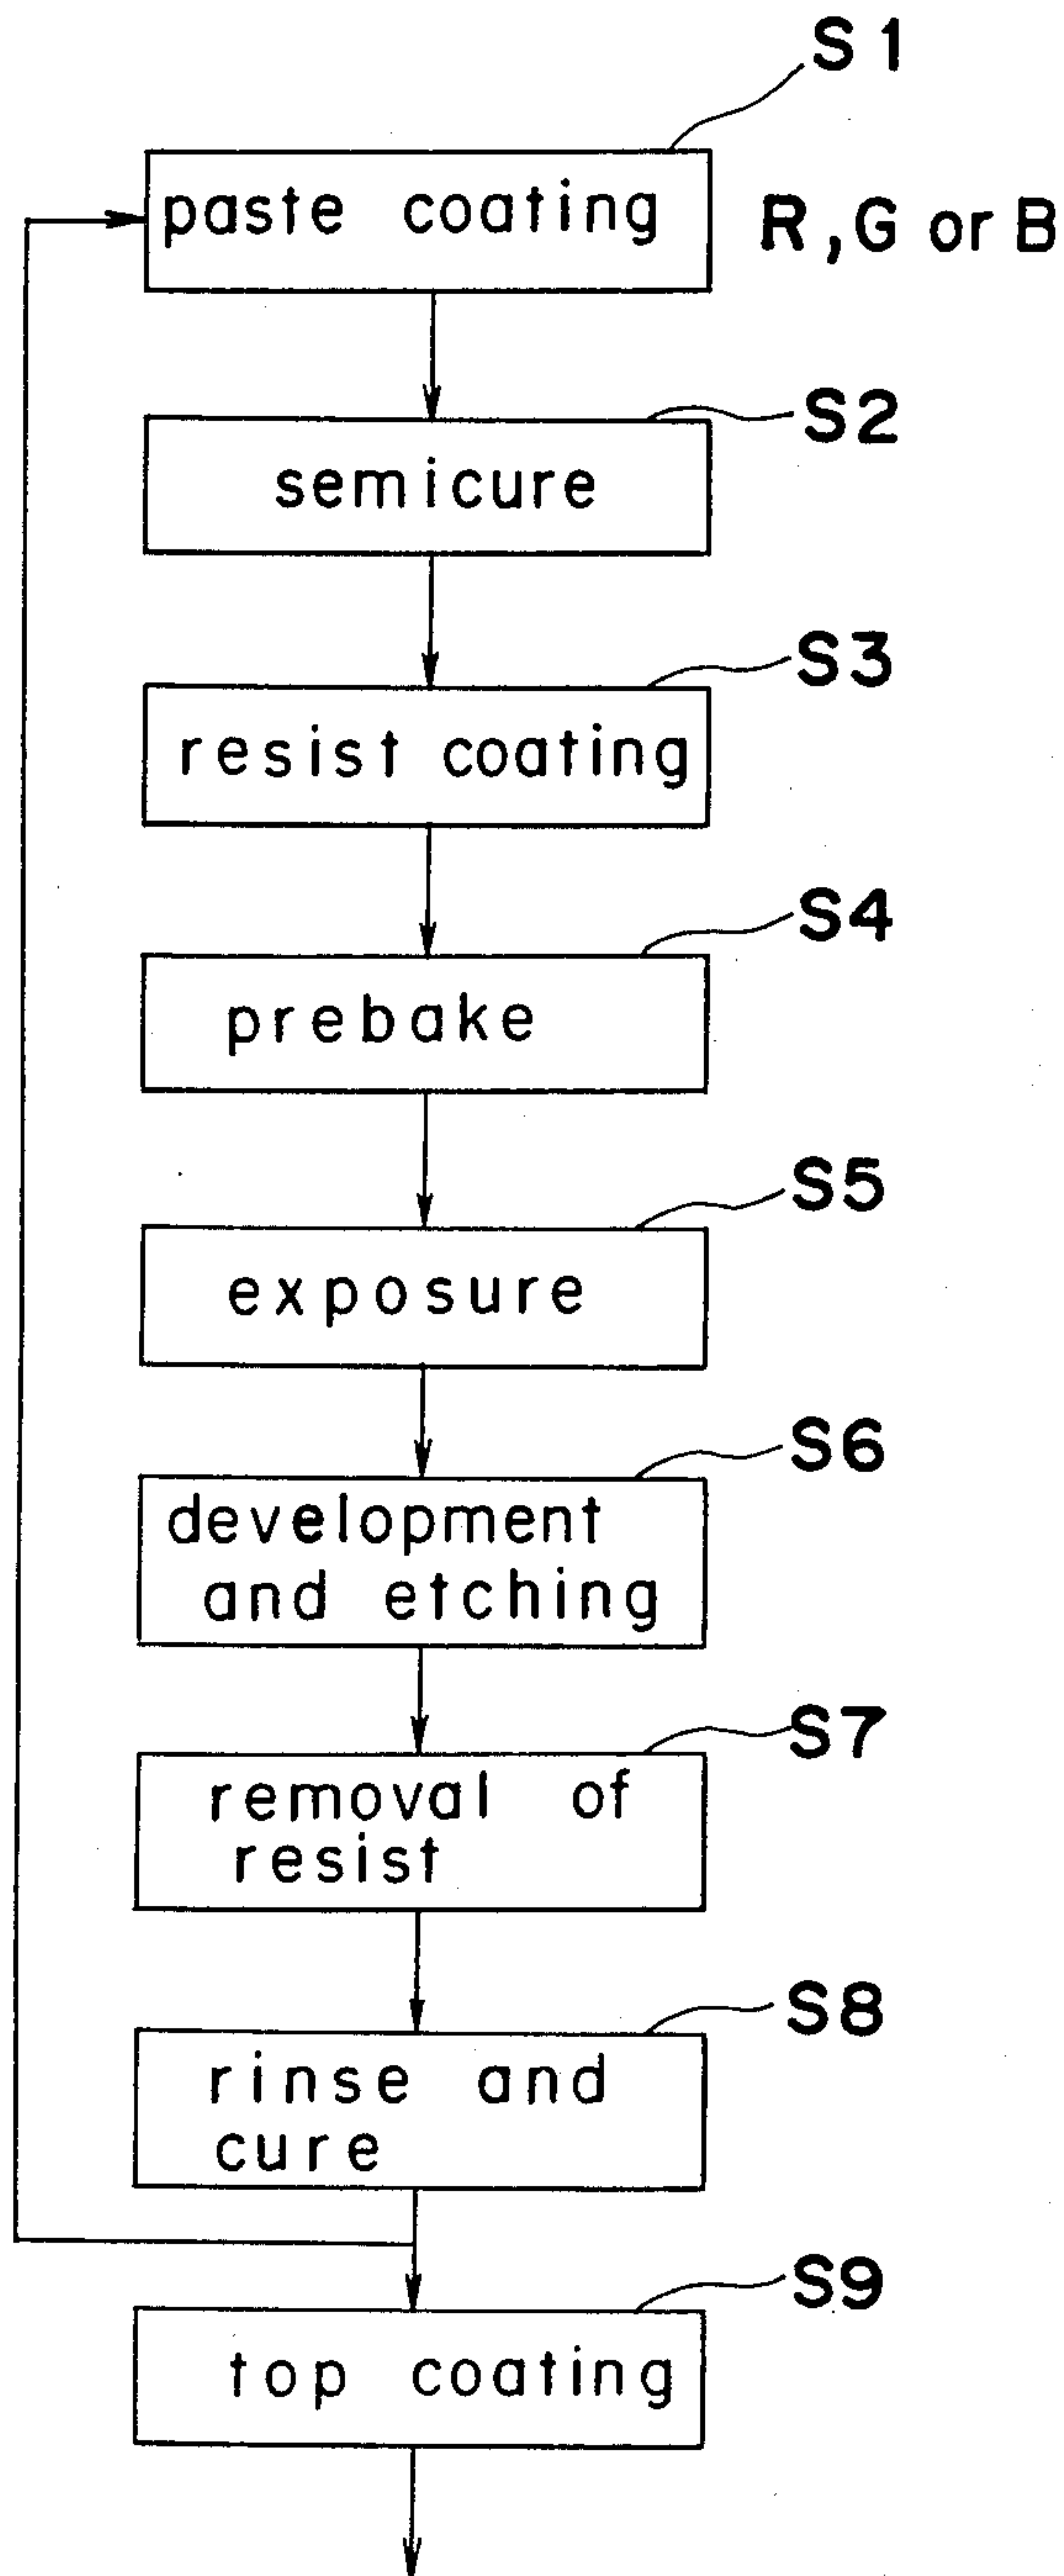 S1
paste coating
R,G or B
S2
semicure
S3
resist coating
S4
prebake
S5
exposure
S6
development
and etching
S7
removal of
resist
S8
rinse and
cure
S9
top coating